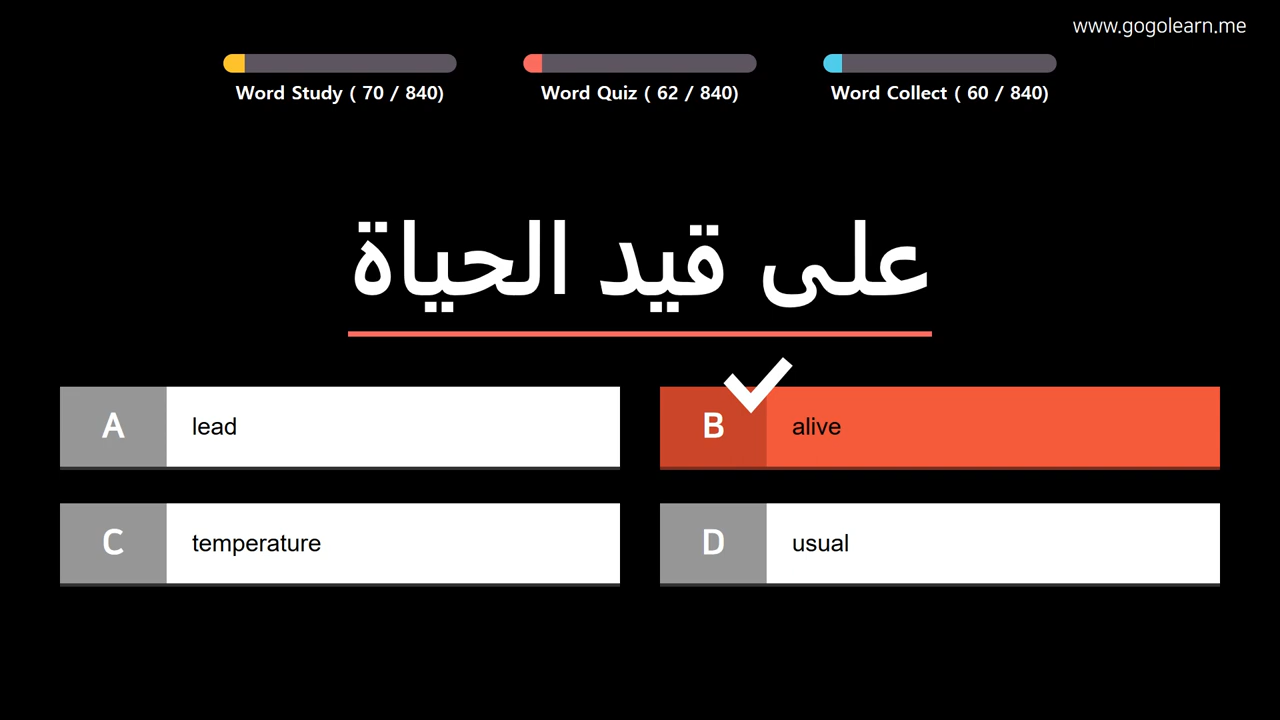 www.gogolearn.me
Word Study ( 70 / 840)
Word Quiz ( 62 / 840)
Word Collect ( 60 / 840)
على قيد الحياة
A lead
B alive
C temperature
D usual